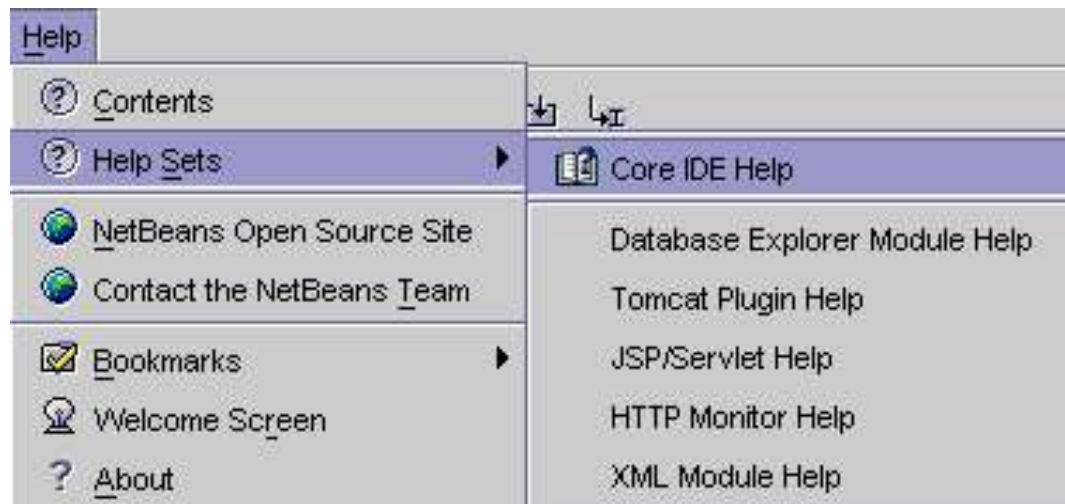 Help
Contents
Help Sets
NetBeans Open Source Site
Contact the NetBeans Team
Bookmarks
Welcome Screen
About
Core IDE Help
Database Explorer Module Help
Tomcat Plugin Help
JSP/Servlet Help
HTTP Monitor Help
XML Module Help